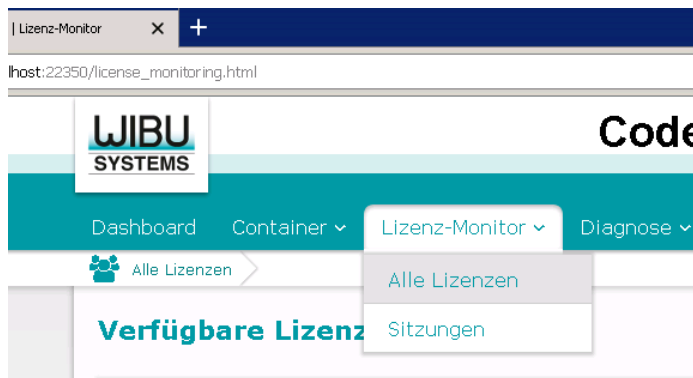 | Lizenz-Monitor
lhost:22350/license_monitoring.html
WIBU
SYSTEMS
Code
Dashboard Container Lizenz-Monitor Diagnose
Alle Lizenzen
Alle Lizenzen
Verfügbare Lizenz
Sitzungen